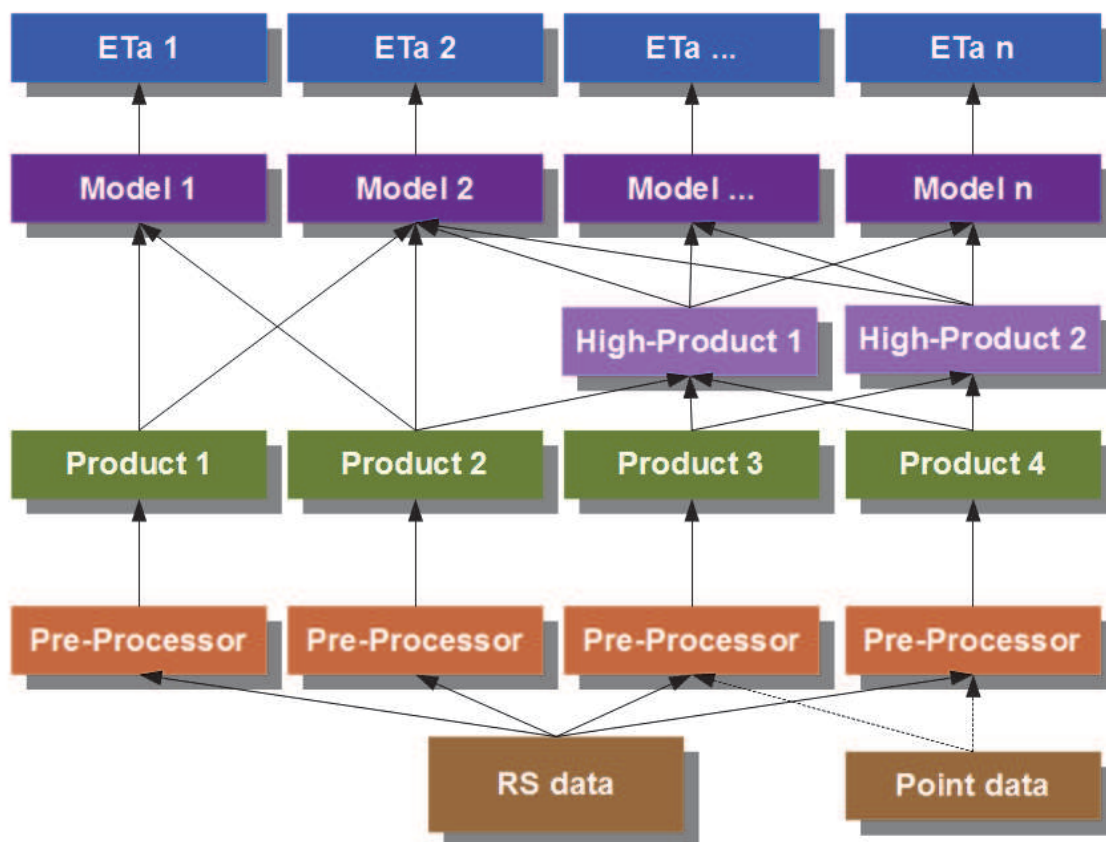 ETa 1
ETa 2
ETa ...
ETa n
Model 1
Model 2
Model ...
Model n
High-Product 1
High-Product 2
Product 1
Product 2
Product 3
Product 4
Pre-Processor
Pre-Processor
Pre-Processor
Pre-Processor
RS data
Point data